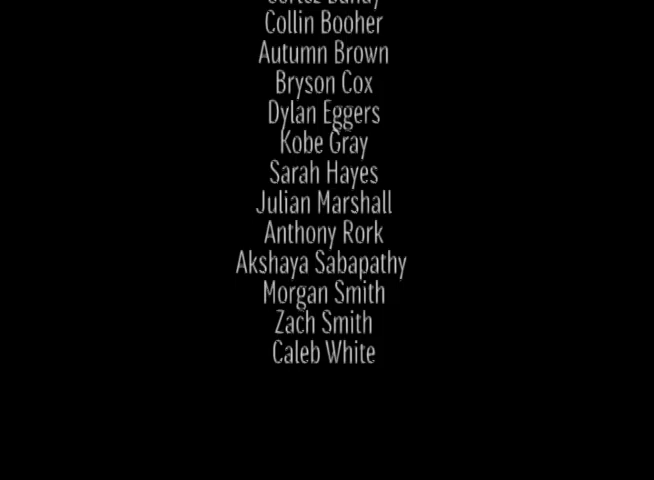 Collin Booher
Autumn Brown
Bryson Cox
Dylan Eggers
Kobe Gray
Sarah Hayes
Julian Marshall
Anthony Rork
Akshaya Sabapathy
Morgan Smith
Zach Smith
Caleb White